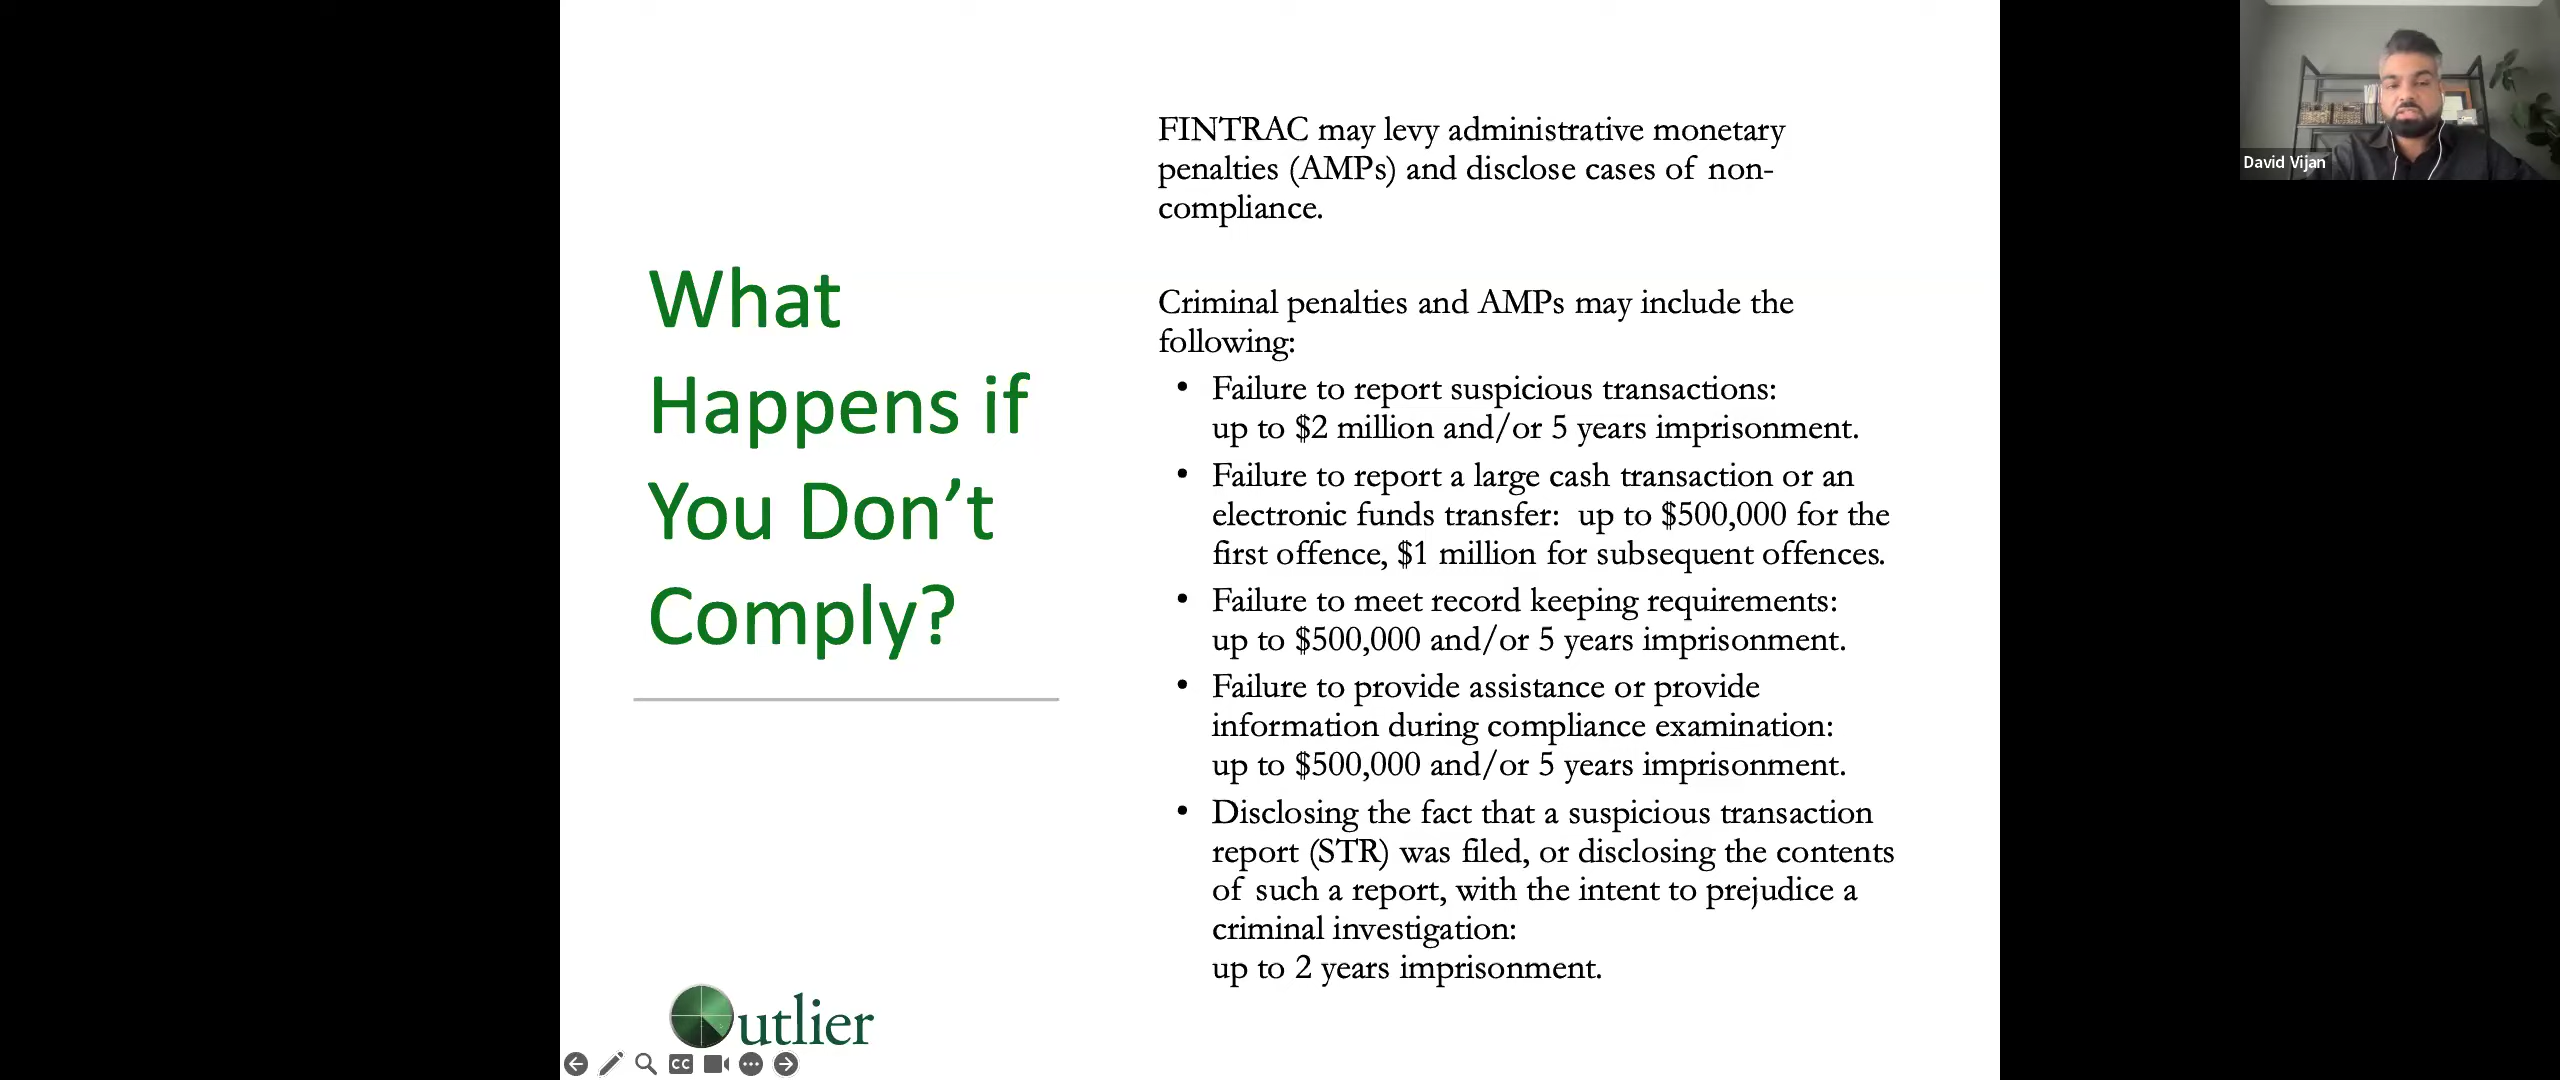 What
Happens if
You Don’t
Comply?
FINTRAC may levy administrative monetary
penalties (AMPs) and disclose cases of non-
compliance.
Criminal penalties and AMPs may include the
following:
• Failure to report suspicious transactions:
up to $2 million and/or 5 years imprisonment.
• Failure to report a large cash transaction or an
electronic funds transfer:  up to $500,000 for the
first offence, $1 million for subsequent offences.
• Failure to meet record keeping requirements:
up to $500,000 and/or 5 years imprisonment.
• Failure to provide assistance or provide
information during compliance examination:
up to $500,000 and/or 5 years imprisonment.
• Disclosing the fact that a suspicious transaction
report (STR) was filed, or disclosing the contents
of such a report, with the intent to prejudice a
criminal investigation:
up to 2 years imprisonment.
Outlier
CC
David Vijan